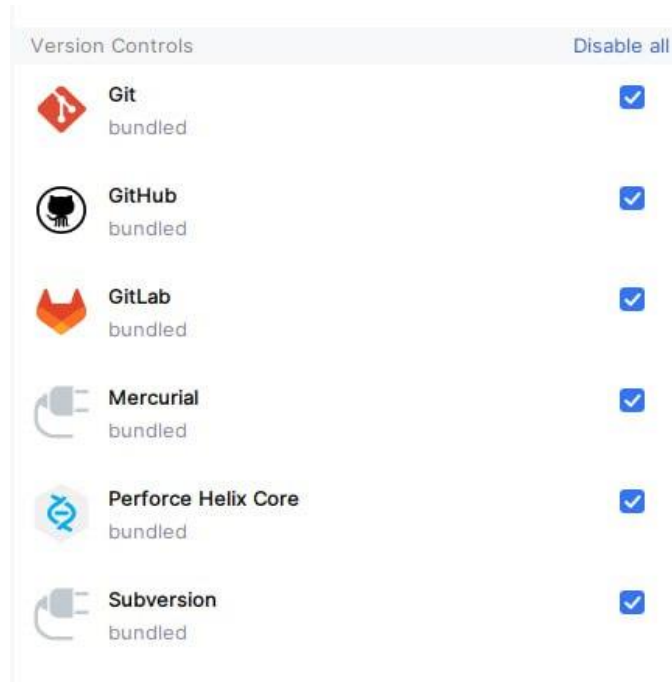 Version Controls Disable all
Git
bundled
GitHub
bundled
GitLab
bundled
Mercurial
bundled
Perforce Helix Core
bundled
Subversion
bundled